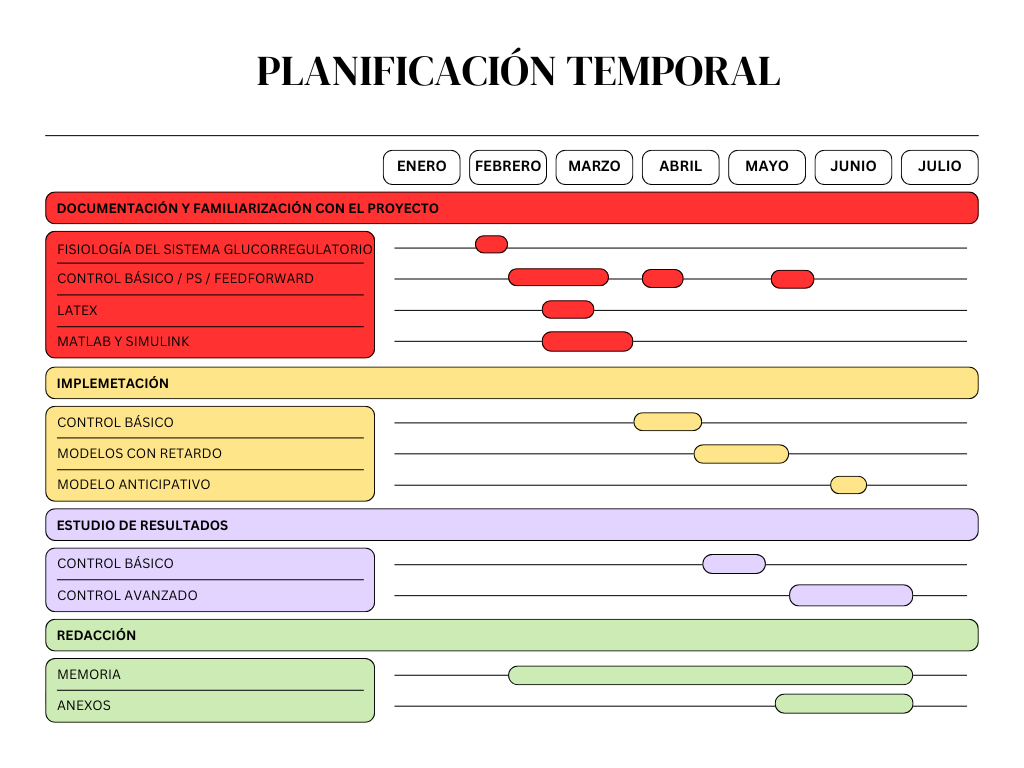 PLANIFICACIÓN TEMPORAL
ENERO FEBRERO MARZO ABRIL MAYO JUNIO JULIO
DOCUMENTACIÓN Y FAMILIARIZACIÓN CON EL PROYECTO
FISIOLOGÍA DEL SISTEMA GLUCORREGULATORIO
CONTROL BÁSICO / PS / FEEDFORWARD
LATEX
MATLAB Y SIMULINK
IMPLEMETACIÓN
CONTROL BÁSICO
MODELOS CON RETARDO
MODELO ANTICIPATIVO
ESTUDIO DE RESULTADOS
CONTROL BÁSICO
CONTROL AVANZADO
REDACCIÓN
MEMORIA
ANEXOS